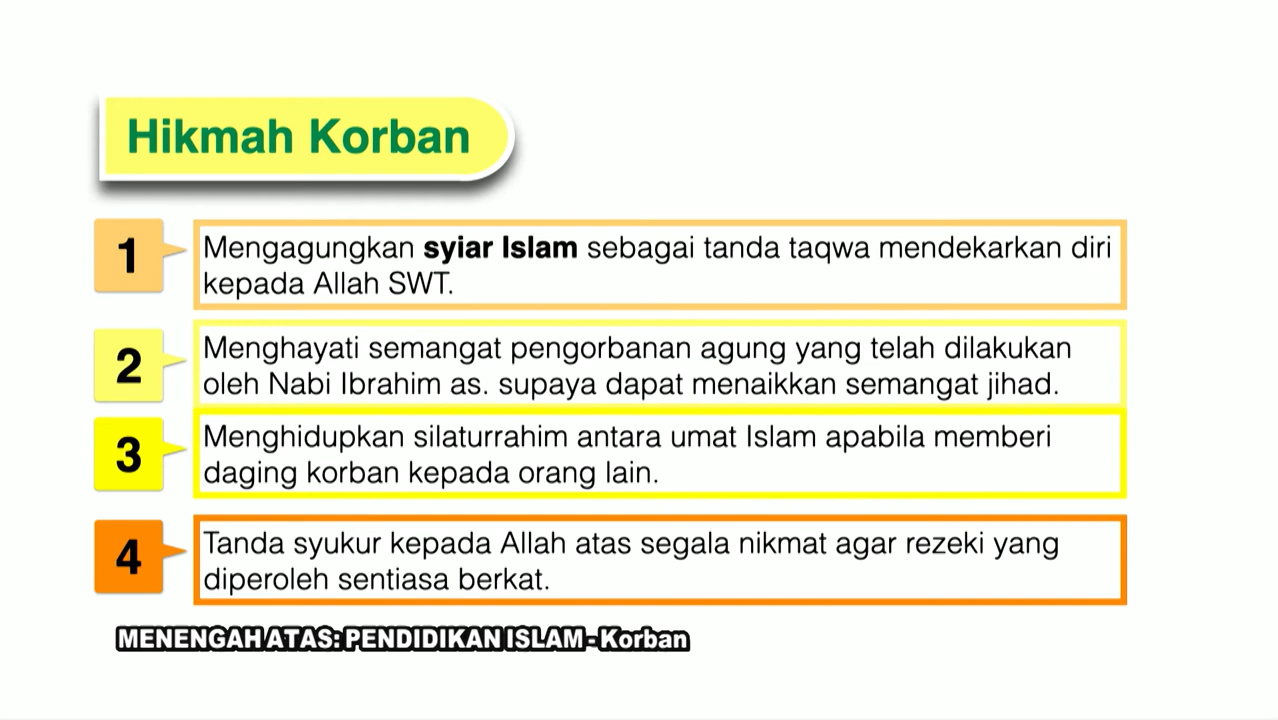 Hikmah Korban
1
Mengagungkan syiar Islam sebagai tanda taqwa mendekarkan diri
kepada Allah SWT.
2
Menghayati semangat pengorbanan agung yang telah dilakukan
oleh Nabi Ibrahim as. supaya dapat menaikkan semangat jihad.
3
Menghidupkan silaturrahim antara umat Islam apabila memberi
daging korban kepada orang lain.
4
Tanda syukur kepada Allah atas segala nikmat agar rezeki yang
diperoleh sentiasa berkat.
MENENGAH ATAS: PENDIDIKAN ISLAM - Korban